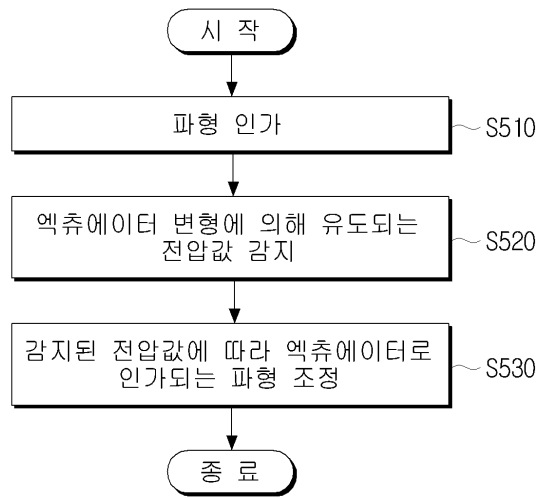 시 작
파형 인가
S510
엑츄에이터 변형에 의해 유도되는
전압값 감지
S520
감지된 전압값에 따라 엑츄에이터로
인가되는 파형 조정
S530
종 료